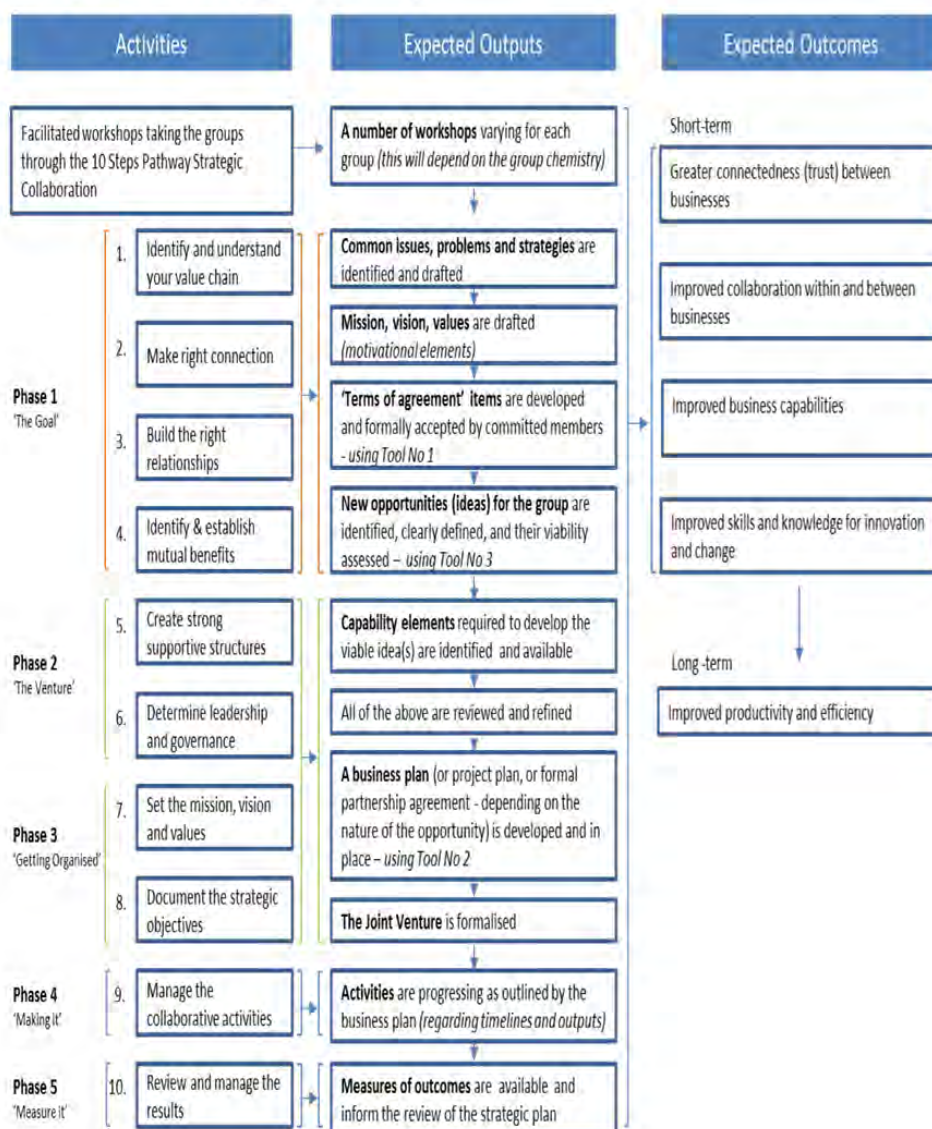 Activities
Expected Outputs
Expected Outcomes
Facilitated workshops taking the groups
through the 10 Steps Pathway Strategic
Collaboration
A number of workshops varying for each
group (this will depend on the group chemistry)
Short-term
Greater connectedness (trust) between
businesses
Improved collaboration within and between
businesses
Improved business capabilities
Improved skills and knowledge for innovation
and change
Long -term
Improved productivity and efficiency
Phase 1
'The Goal'
1.
Identify and understand
your value chain
2.
Make right connection
3.
Build the right
relationships
4.
Identify & establish
mutual benefits
Common issues, problems and strategies are
identified and drafted
Mission, vision, values are drafted
(motivational elements)
'Terms of agreement' items are developed
and formally accepted by committed members
- using Tool No 1
New opportunities (ideas) for the group are
identified, clearly defined, and their viability
assessed – using Tool No 3
Phase 2
'The Venture'
5.
Create strong
supportive structures
6.
Determine leadership
and governance
Phase 3
'Getting Organised'
7.
Set the mission, vision
and values
8.
Document the strategic
objectives
Capability elements required to develop the
viable idea(s) are identified and available
All of the above are reviewed and refined
A business plan (or project plan, or formal
partnership agreement - depending on the
nature of the opportunity) is developed and in
place – using Tool No 2
The Joint Venture is formalised
Phase 4
'Making it'
9.
Manage the
collaborative activities
Activities are progressing as outlined by the
business plan (regarding timelines and outputs)
Phase 5
'Measure it'
10.
Review and manage the
results
Measures of outcomes are available and
inform the review of the strategic plan